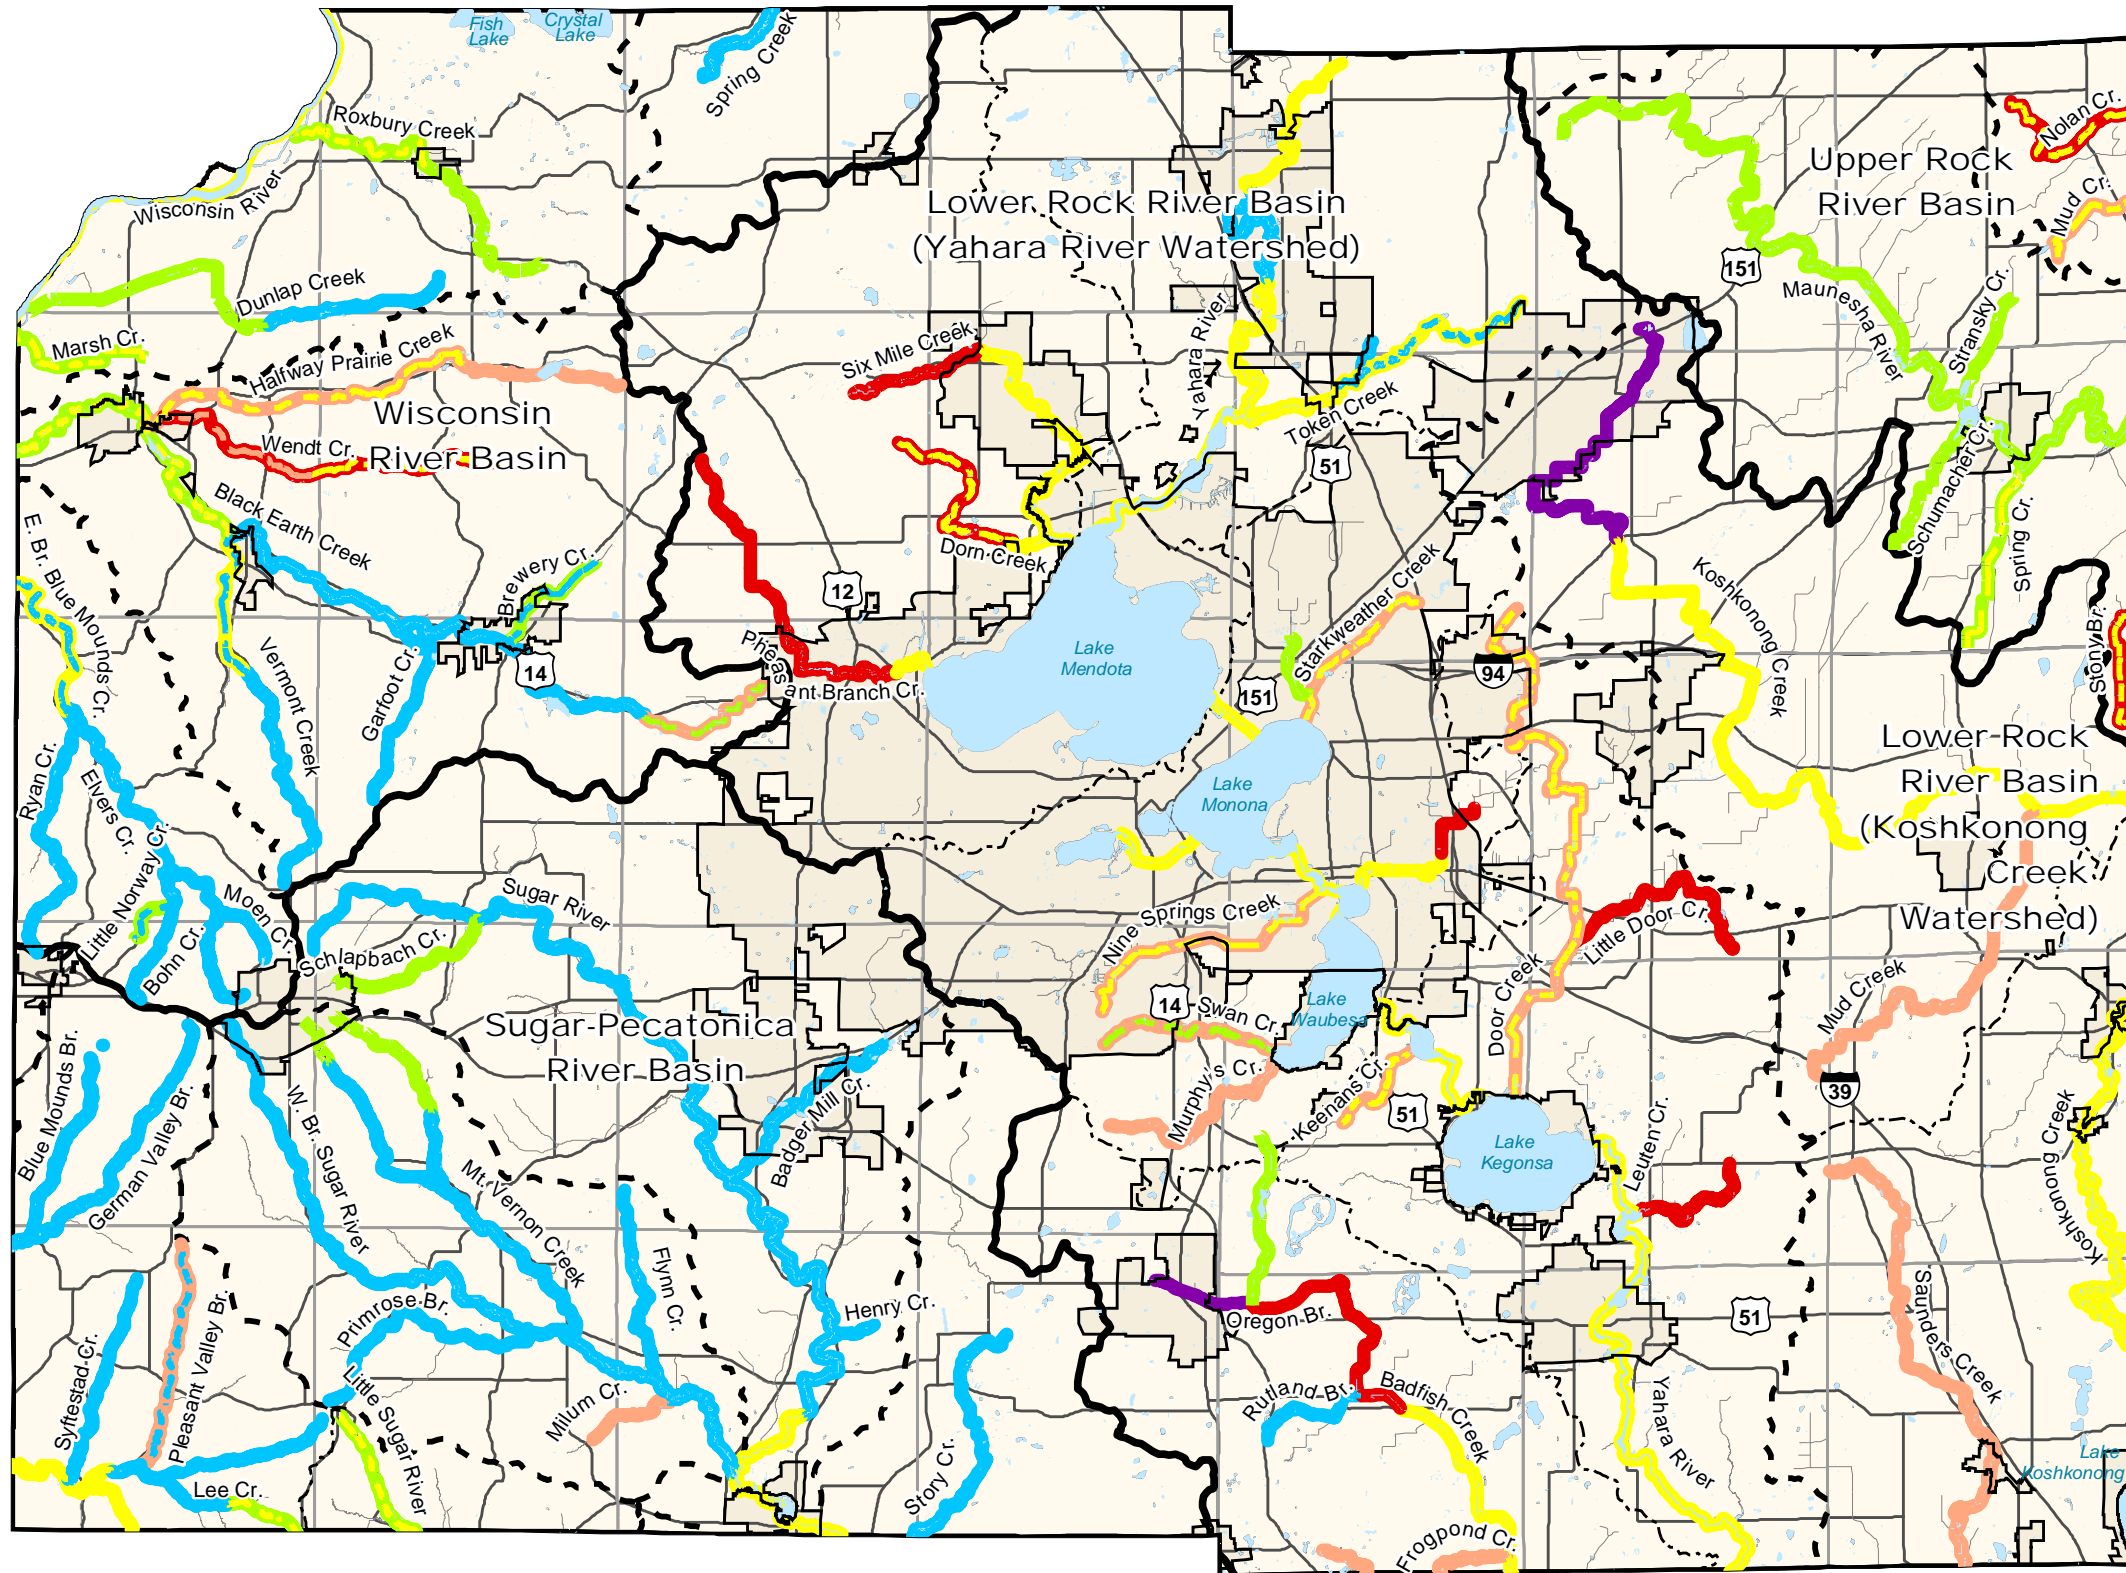 Fish
Lake
Crystal
Lake
Spring Creek
Roxbury Creek
Nolan Cr.
Upper Rock
River Basin
Wisconsin River
Lower Rock River Basin
(Yahara River Watershed)
Mud Cr.
151
Dunlap Creek
Maunesha River
Stransky Cr.
Marsh Cr.
Halfway Prairie Creek
Six Mile Creek
Yahara River
Wisconsin
River Basin
Token Creek
Wendt Cr.
51
Schumacher Cr.
Black Earth Creek
E. Br. Blue Mounds Cr.
Dorn Creek
Spring Cr.
Brewery Cr.
12
Starkweather Creek
Koshkonong Creek
Stony Br.
Pheasant Branch Cr.
Lake
Mendota
Vermont Creek
Garfoot Cr.
14
151
94
Lower Rock
River Basin
(Koshkonong
Creek
Watershed)
Ryan Cr.
Elvers Cr.
Lake
Monona
Little Norway Cr.
Moen Cr.
Sugar River
Nine Springs Creek
Little Door Cr.
Bohn Cr.
Schlapbach Cr.
Door Creek
Mud Creek
14
Swan Cr.
Lake
Waubesa
Sugar-Pecatonica
River Basin
Murphy's Cr.
Keenans Cr.
51
39
Blue Mounds Br.
German Valley Br.
W. Br. Sugar River
Badger Mill Cr.
Lake
Kegonsa
Leuten Cr.
Koshkonong Creek
Koshkonong
Mt. Vernon Creek
Flynn Cr.
Henry Cr.
Oregon Br.
51
Saunders Creek
Syftestad Cr.
Pleasant Valley Br.
Primrose Br.
Little Sugar River
Milum Cr.
Rutland Br.
Badfish Creek
Yahara River
Lake
Koshkonong
Lee Cr.
Story Cr.
Frogpond Cr.